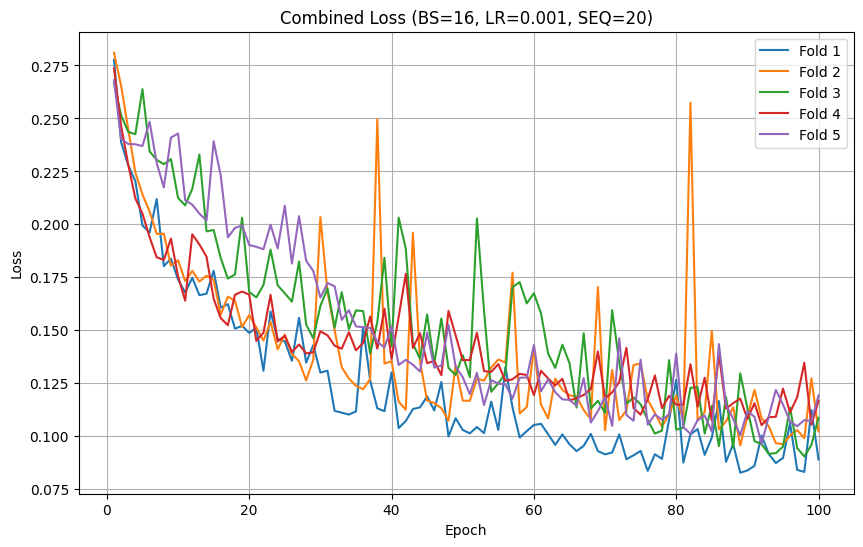 Combined Loss (BS=16, LR=0.001, SEQ=20)
Fold 1
Fold 2
Fold 3
Fold 4
Fold 5
Loss
0.275
0.250
0.225
0.200
0.175
0.150
0.125
0.100
0.075
0 20 40 60 80 100
Epoch